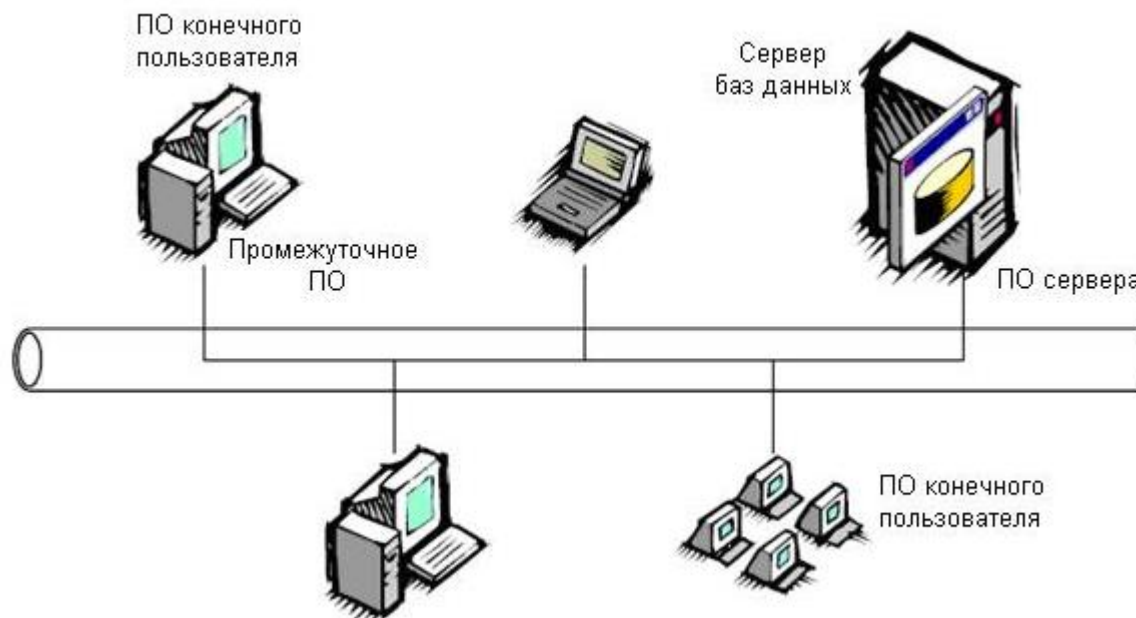 ПО конечного
пользователя
Сервер
баз данных
Промежуточное
ПО
ПО сервера
ПО конечного
пользователя